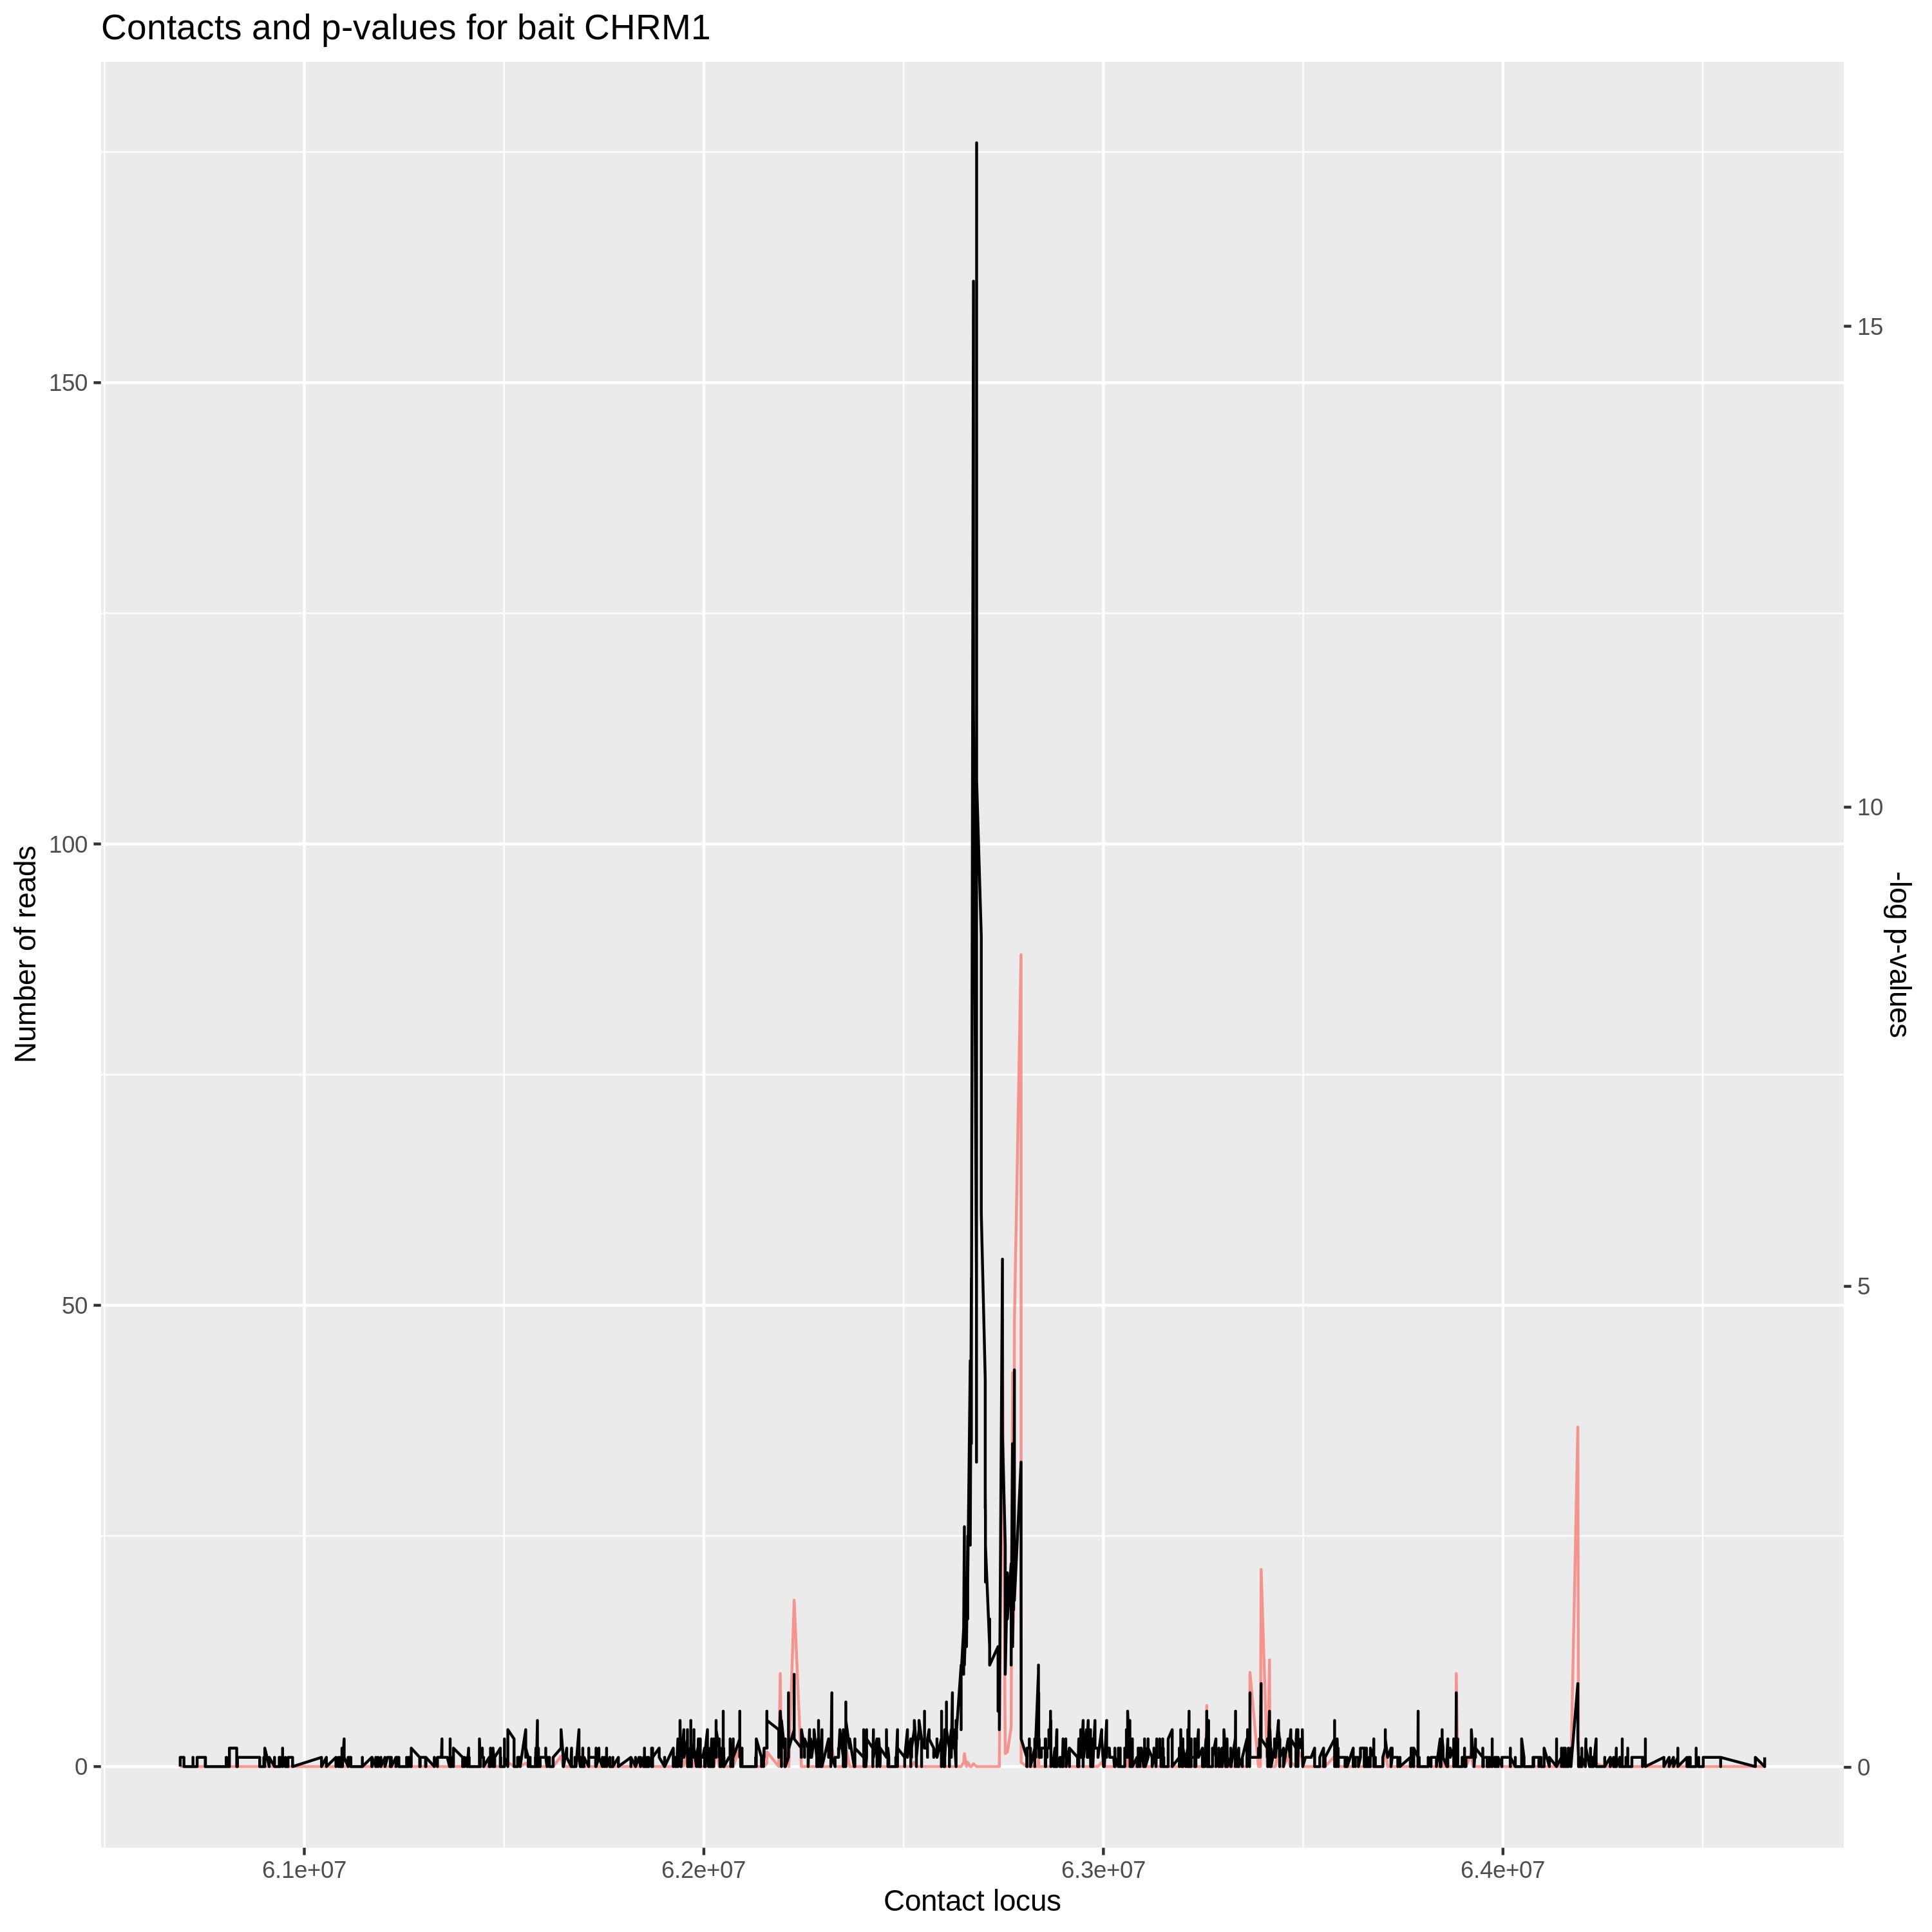 Contacts and p-values for bait CHRM1
Number of reads
150
100
50
0
15
10
5
0
-log p-values
6.1e+07
6.2e+07
6.3e+07
6.4e+07
Contact locus